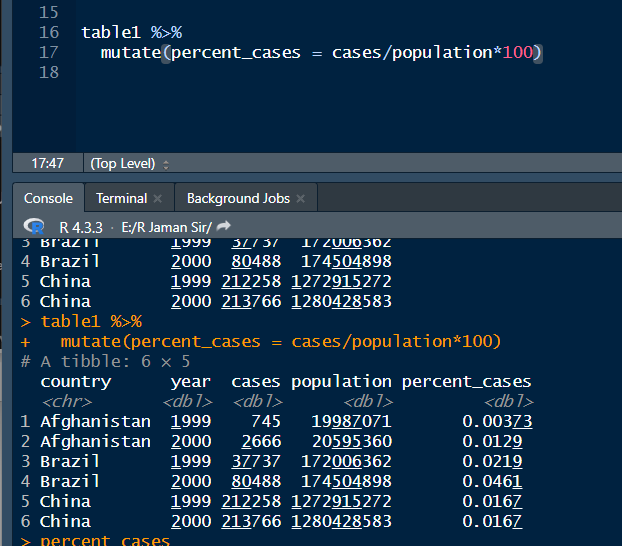 15
16 table1 %>%
17 mutate(percent_cases = cases/population*100)
18
17:47 (Top Level)
Console Terminal Background Jobs
R 4.3.3 · E:/R Jaman Sir/
3 Brazil 1999 37737 172006362
4 Brazil 2000 80488 174504898
5 China 1999 212258 1272915272
6 China 2000 213766 1280428583
> table1 %>%
+ mutate(percent_cases = cases/population*100)
# A tibble: 6 × 5
country year cases population percent_cases
<chr> <dbl> <dbl> <dbl> <dbl>
1 Afghanistan 1999 745 19987071 0.00373
2 Afghanistan 2000 2666 20595360 0.0129
3 Brazil 1999 37737 172006362 0.0219
4 Brazil 2000 80488 174504898 0.0461
5 China 1999 212258 1272915272 0.0167
6 China 2000 213766 1280428583 0.0167
> percent_cases